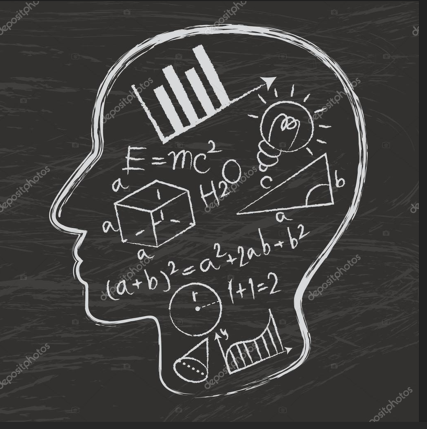 E=mc²
H2O
a
a
a
c
b
a
(a+b)²=a²+2ab+b²
r
1+1=2
y
depositphotos